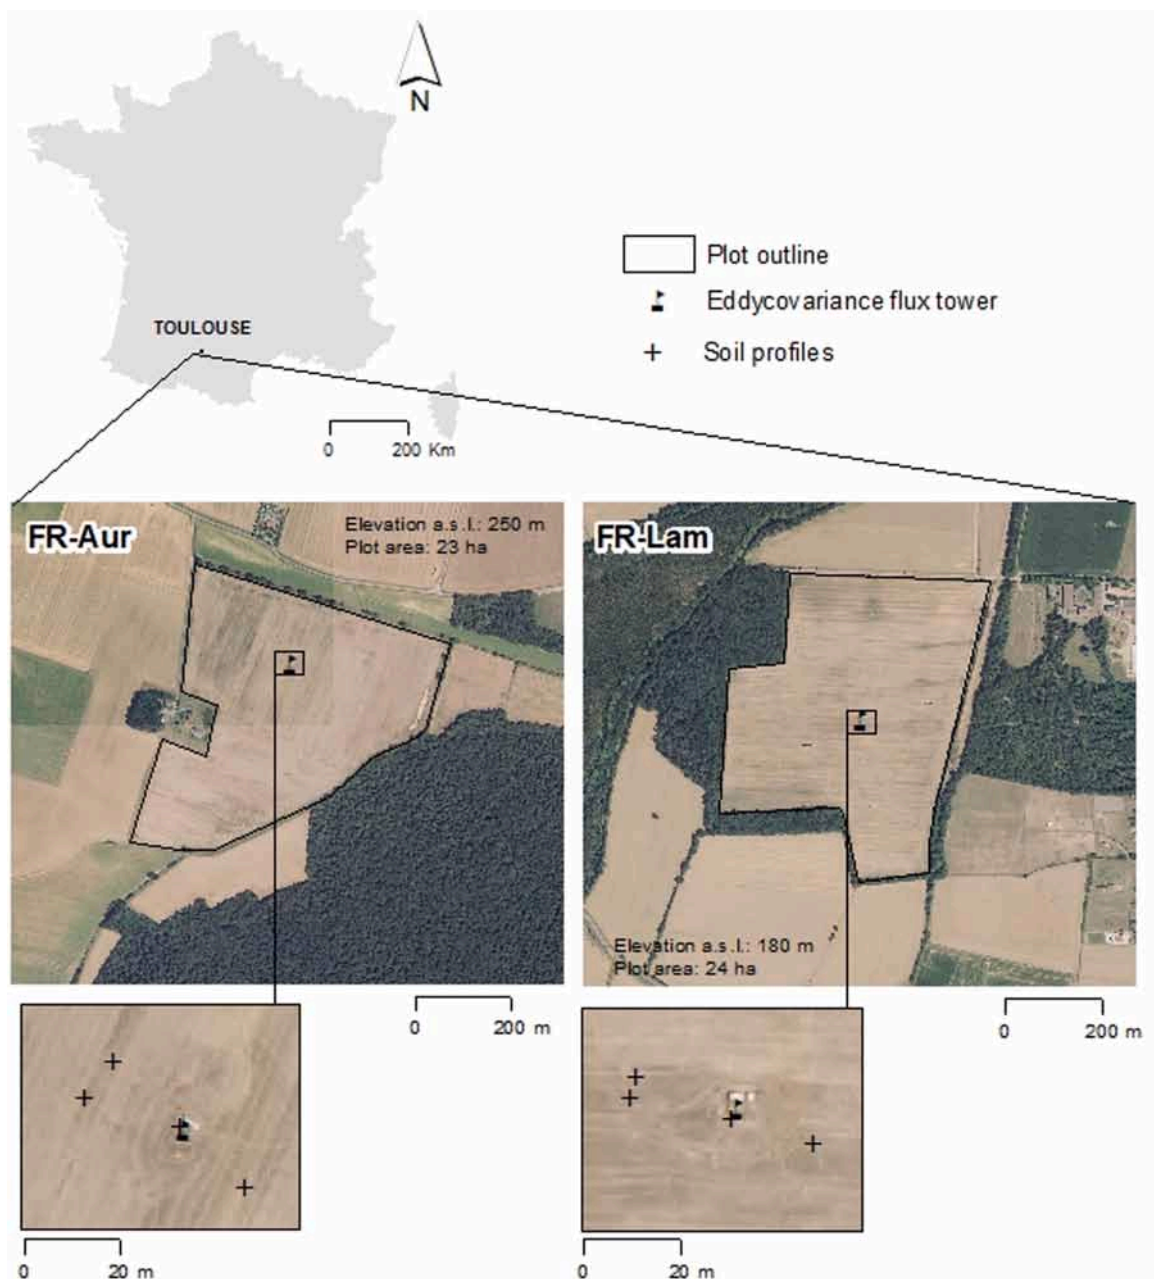 N
Plot outline
Eddycovariance flux tower
Soil profiles
TOULOUSE
0 200 Km
FR-Aur
Elevation a.s.l.: 250 m
Plot area: 23 ha
FR-Lam
Elevation a.s.l.: 180 m
Plot area: 24 ha
0 200 m
0 200 m
0 20 m
0 20 m